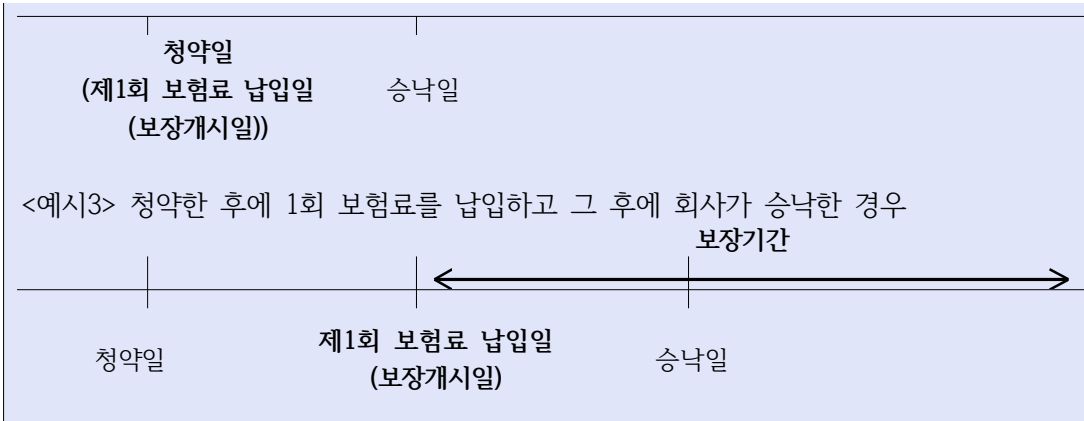 청약일
(제1회 보험료 납입일
(보장개시일))
승낙일
<예시3> 청약한 후에 1회 보험료를 납입하고 그 후에 회사가 승낙한 경우
보장기간
청약일
제1회 보험료 납입일
(보장개시일)
승낙일